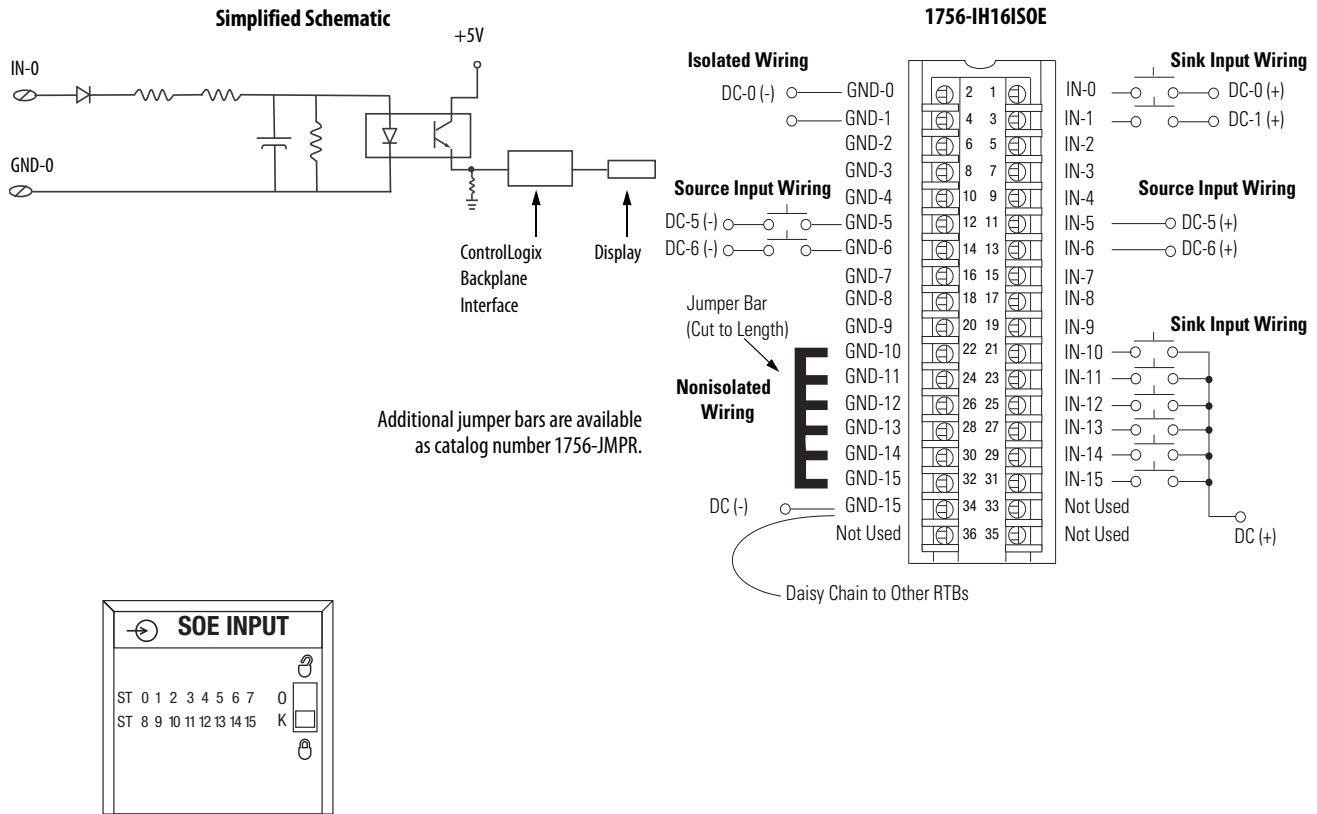 Simplified Schematic
+5V
IN-0
GND-0
ControlLogix
Backplane
Interface
Display
Additional jumper bars are available
as catalog number 1756-JMPR.
1756-IH16ISOE
Isolated Wiring
Sink Input Wiring
DC-0 (-) GND-0 2 1 IN-0 DC-0 (+)
GND-1 4 3 IN-1 DC-1 (+)
GND-2 6 5 IN-2
GND-3 8 7 IN-3
Source Input Wiring
Source Input Wiring
GND-4 10 9 IN-4
DC-5 (-) GND-5 12 11 IN-5 DC-5 (+)
DC-6 (-) GND-6 14 13 IN-6 DC-6 (+)
GND-7 16 15 IN-7
GND-8 18 17 IN-8
Jumper Bar
(Cut to Length)
GND-9 20 19 IN-9
Sink Input Wiring
GND-10 22 21 IN-10
GND-11 24 23 IN-11
Nonisolated
Wiring
GND-12 26 25 IN-12
GND-13 28 27 IN-13
GND-14 30 29 IN-14
GND-15 32 31 IN-15
DC (-) GND-15 34 33 Not Used
Not Used 36 35 Not Used
DC (+)
Daisy Chain to Other RTBs
SOE INPUT
ST 0 1 2 3 4 5 6 7 O
ST 8 9 10 11 12 13 14 15 K